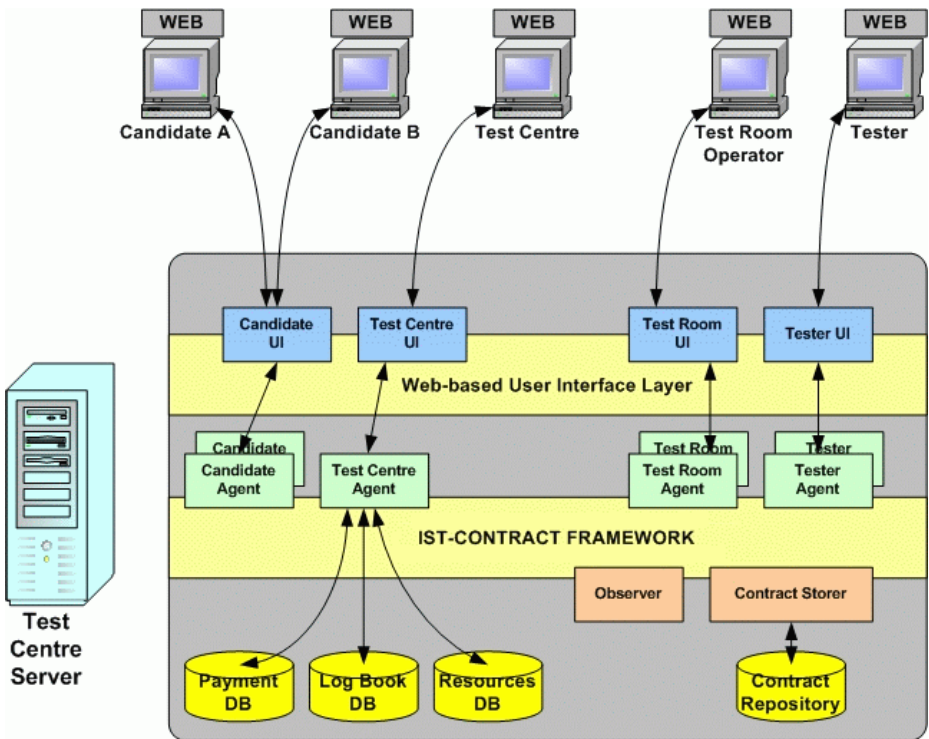 WEB
WEB
WEB
WEB
WEB
Candidate A
Candidate B
Test Centre
Test Room
Operator
Tester
Candidate
UI
Test Centre
UI
Test Room
UI
Tester UI
Web-based User Interface Layer
Candidate
Candidate
Agent
Test Centre
Agent
Test Room
Test Room
Agent
Tester
Tester
Agent
IST-CONTRACT FRAMEWORK
Observer
Contract Storer
Test
Centre
Server
Payment
DB
Log Book
DB
Resources
DB
Contract
Repository